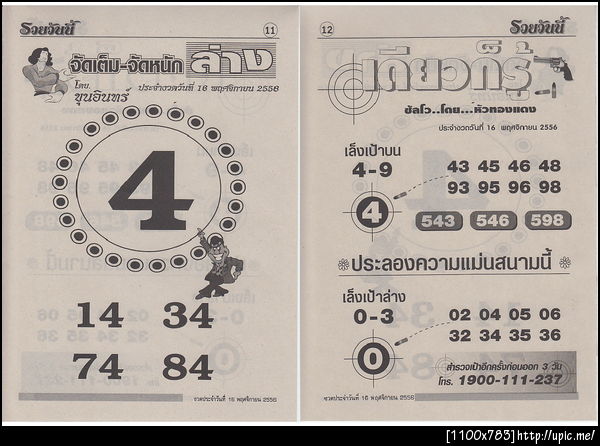 รวยวันนี้
11
จัดเต็ม-จัดหนัก ล่าง
โดย
ขุนอินทร์
ประจำงวดวันที่ 16 พฤศจิกายน 2556
4
14 34
74 84
งวดประจำวันที่ 16 พฤศจิกายน 2556
12
รวยวันนี้
เดี๋ยวก็รู้
ฮัลโว..โดย...หัวทองแดง
ประจำงวดวันที่ 16 พฤศจิกายน 2556
เล็งเป้าบน
4-9
4
43 45 46 48
93 95 96 98
543 546 598
ประลองความแม่นสนามนี้
เล็งเป้าล่าง
0-3
0
02 04 05 06
32 34 35 36
สำรวจเป้าอีกครั้งก่อนออก 3 วัน
โทร. 1900-111-237
งวดประจำวันที่ 16 พฤศจิกายน 2556
[1100x783]http://upic.me/